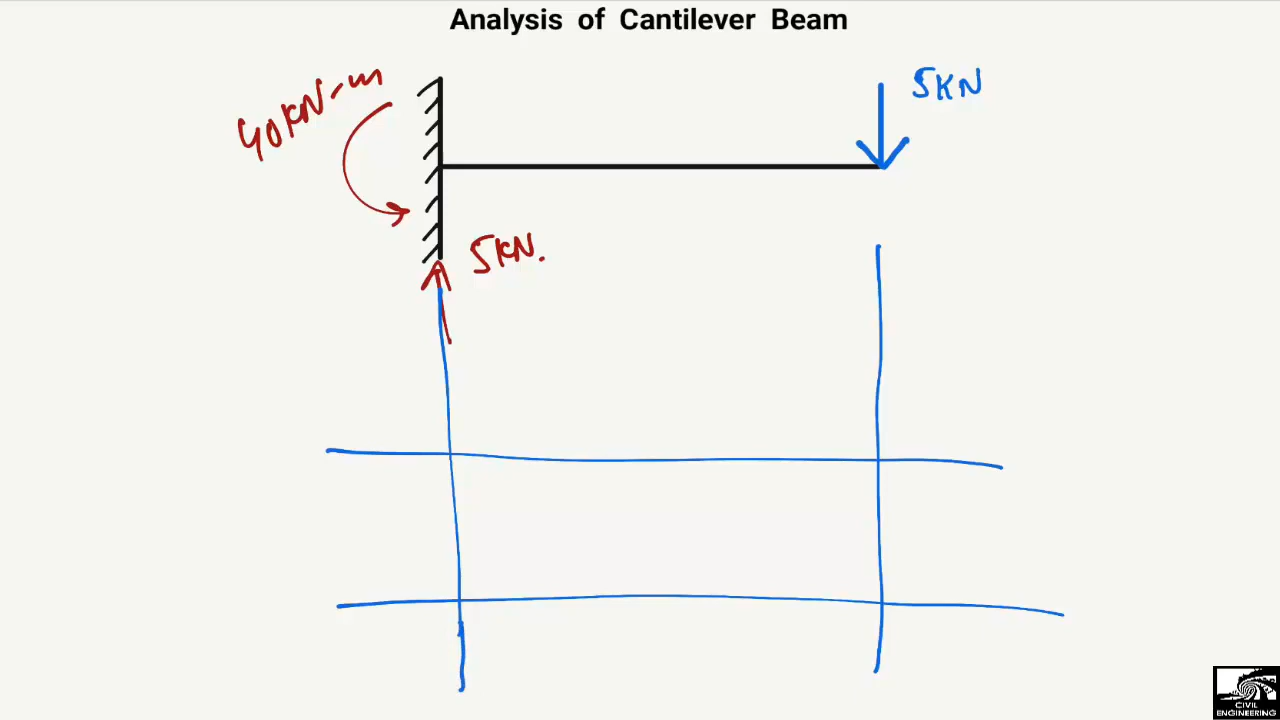 Analysis of Cantilever Beam
40KN-m
5KN
5KN.
CIVIL
ENGINEERING